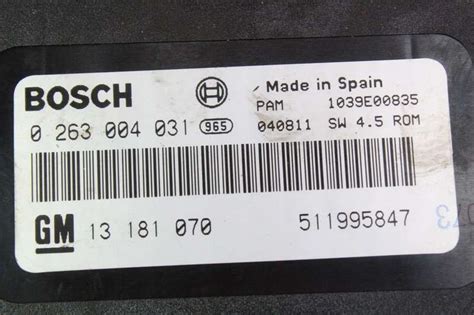 BOSCH
Made in Spain
PAM 1039E00835
0 263 004 031 965
040811 SW 4.5 ROM
GM 13 181 070
511995847